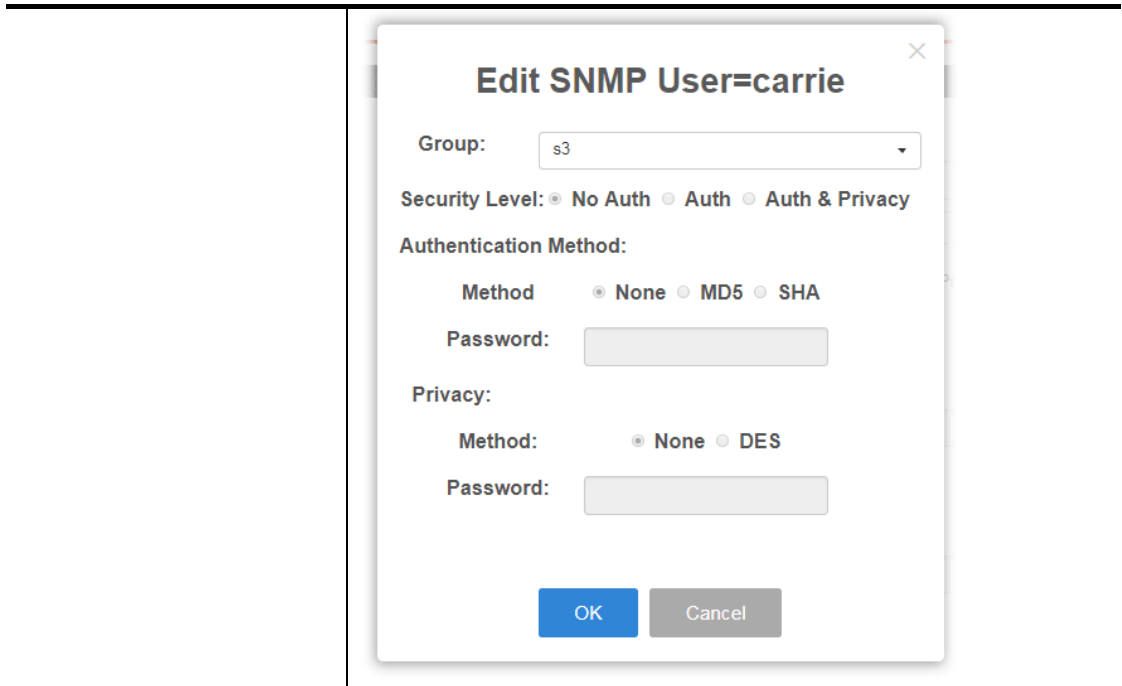 Edit SNMP User=carrie
Group: s3
Security Level: No Auth Auth Auth & Privacy
Authentication Method:
Method None MD5 SHA
Password:
Privacy:
Method: None DES
Password:
OK Cancel